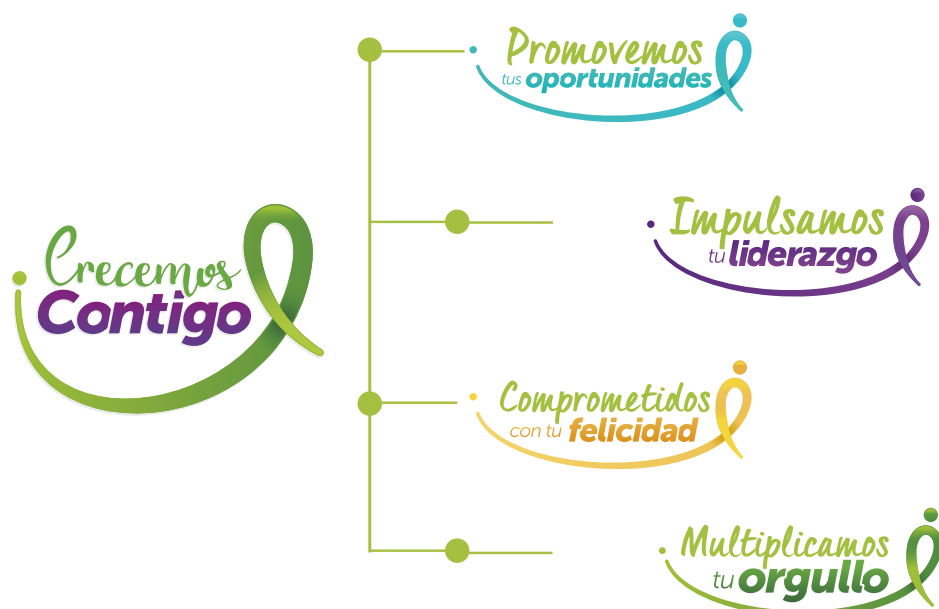 Crecemos
Contigo
Promovemos
tus oportunidades
Impulsamos
tu liderazgo
Comprometidos
con tu felicidad
Multiplicamos
tu orgullo